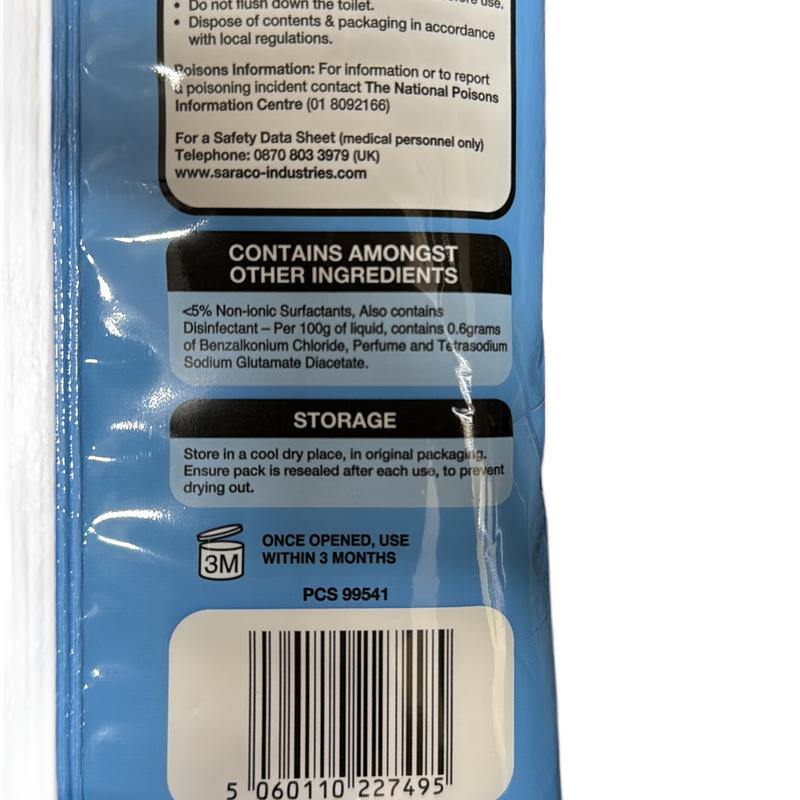 • Do not flush down the toilet.
use.
• Dispose of contents & packaging in accordance
with local regulations.
Poisons Information: For information or to report
a poisoning incident contact The National Poisons
Information Centre (01 8092166)
For a Safety Data Sheet (medical personnel only)
Telephone: 0870 803 3979 (UK)
www.saraco-industries.com
CONTAINS AMONGST
OTHER INGREDIENTS
<5% Non-ionic Surfactants, Also contains
Disinfectant – Per 100g of liquid, contains 0.6grams
of Benzalkonium Chloride, Perfume and Tetrasodium
Sodium Glutamate Diacetate.
STORAGE
Store in a cool dry place, in original packaging.
Ensure pack is resealed after each use, to prevent
drying out.
3M
ONCE OPENED, USE
WITHIN 3 MONTHS
PCS 99541
5 060110 227495